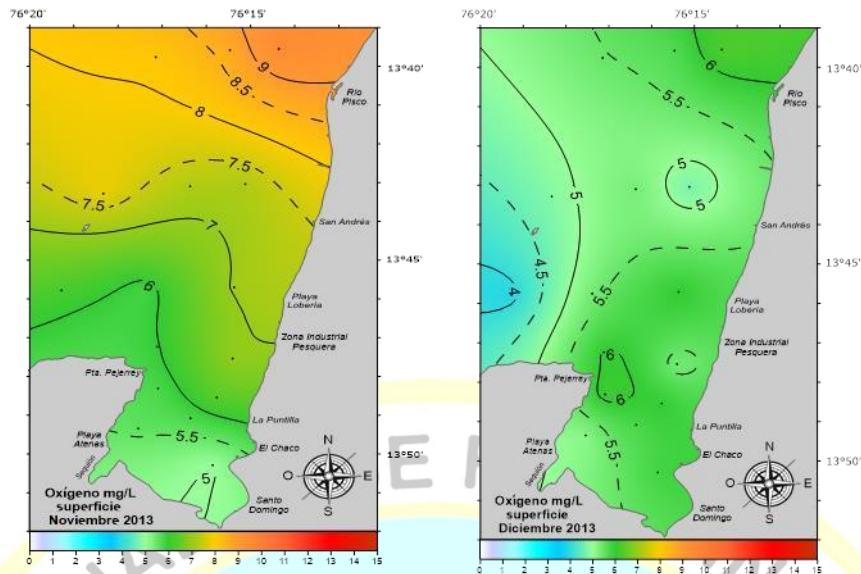 76°20' 76°15'
9
8.5
8
13°40'
Río
Pisco
7.5
7.5
7
San Andrés
13°45'
6
Playa
Lobería
Zona Industrial
Pesquera
Pta. Pejerrey
La Puntilla
5.5
Playa
Atenas
El Chaco
13°50'
Sequión
5
Santo
Domingo
N
O E
S
Oxígeno mg/L
superficie
Noviembre 2013
0 1 2 3 4 5 6 7 8 9 10 11 12 13 14 15
76°20' 76°15'
6
13°40'
5.5
Río
Pisco
5
5
5
San Andrés
4.5
13°45'
4
5.5
Playa
Lobería
Zona Industrial
Pesquera
6
Pta. Pejerrey
6
La Puntilla
Playa
Atenas
5.5
El Chaco
13°50'
Sequión
Santo
Domingo
N
O E
S
Oxígeno mg/L
superficie
Diciembre 2013
0 1 2 3 4 5 6 7 8 9 10 11 12 13 14 15
DE